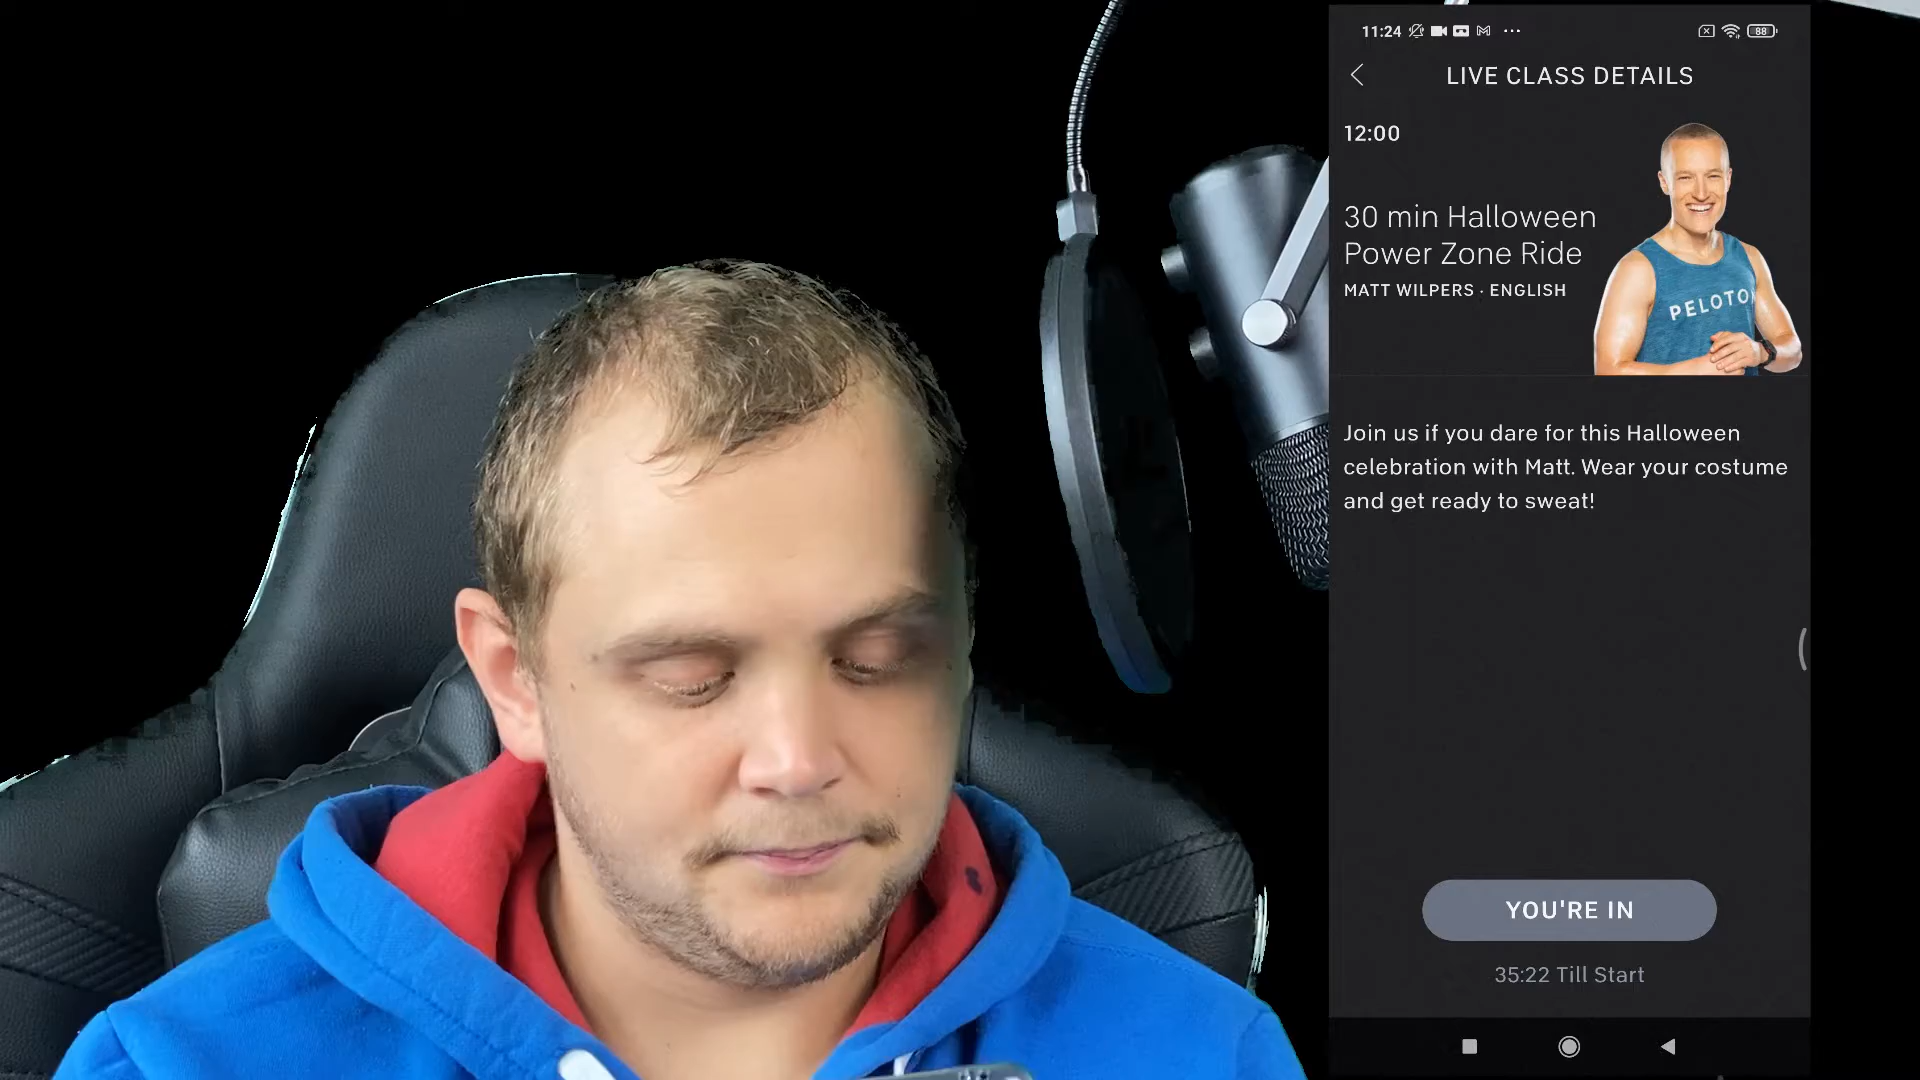 11:24
88
LIVE CLASS DETAILS
12:00
30 min Halloween
Power Zone Ride
MATT WILPERS · ENGLISH
PELOTO
Join us if you dare for this Halloween
celebration with Matt. Wear your costume
and get ready to sweat!
YOU'RE IN
35:22 Till Start